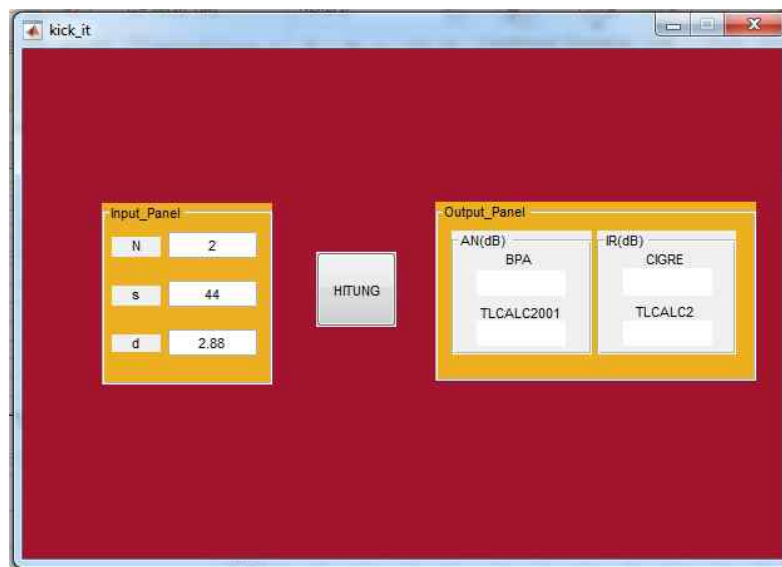 kick_it
Input_Panel
N
2
s
44
d
2.88
HITUNG
Output_Panel
AN(dB)
BPA
TLCALC2001
IR(dB)
CIGRE
TLCALC2